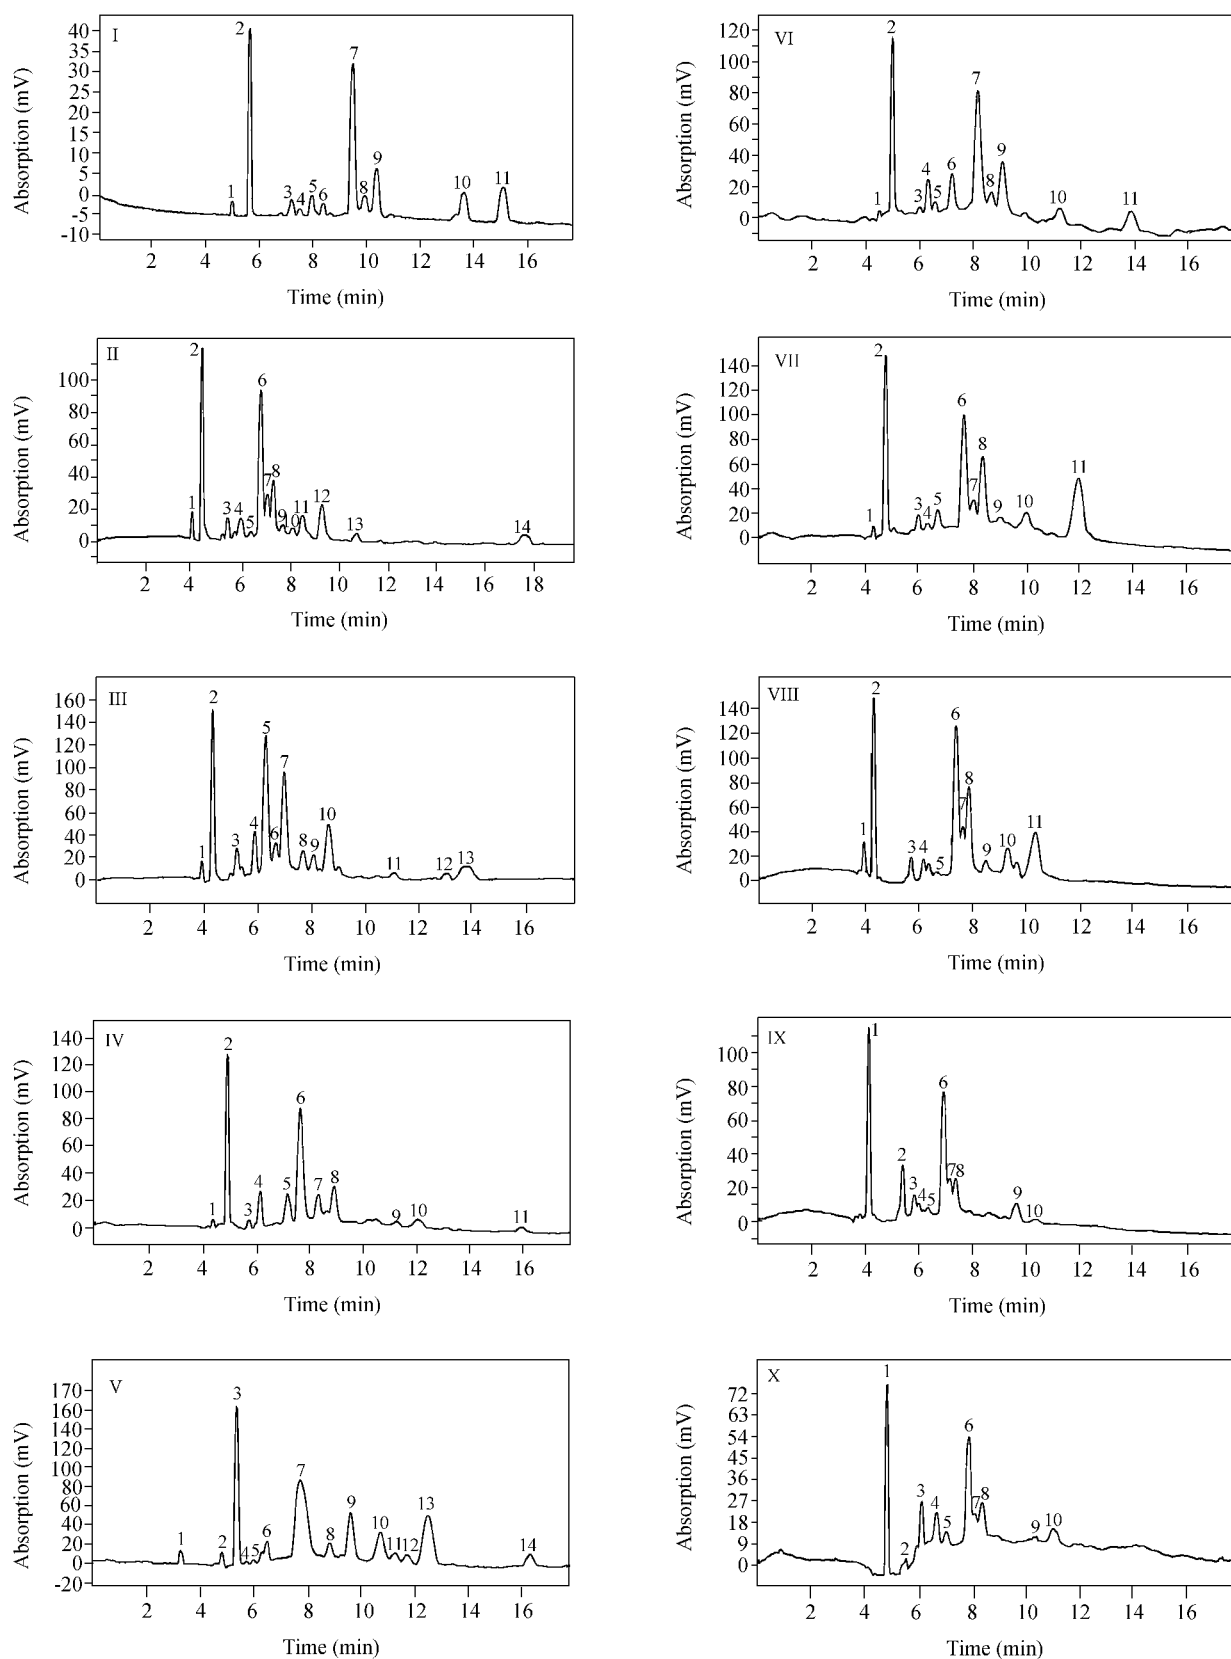 I
Absorption (mV)
40
35
30
25
20
15
10
5
0
-5
-10
1 2 3 4 5 6 7 8 9 10 11
2 4 6 8 10 12 14 16
Time (min)
VI
Absorption (mV)
120
100
80
60
40
20
0
1 2 3 4 5 6 7 8 9 10 11
2 4 6 8 10 12 14 16
Time (min)
II
Absorption (mV)
100
80
60
40
20
0
1 2 3 4 5 6 7 8 9 10 11 12 13 14
2 4 6 8 10 12 14 16 18
Time (min)
VII
Absorption (mV)
140
120
100
80
60
40
20
0
1 2 3 4 5 6 7 8 9 10 11
2 4 6 8 10 12 14 16
Time (min)
III
Absorption (mV)
160
140
120
100
80
60
40
20
0
1 2 3 4 5 6 7 8 9 10 11 12 13
2 4 6 8 10 12 14 16
Time (min)
VIII
Absorption (mV)
140
120
100
80
60
40
20
0
1 2 3 4 5 6 7 8 9 10 11
2 4 6 8 10 12 14 16
Time (min)
IV
Absorption (mV)
140
120
100
80
60
40
20
0
1 2 3 4 5 6 7 8 9 10 11
2 4 6 8 10 12 14 16
Time (min)
IX
Absorption (mV)
100
80
60
40
20
0
1 2 3 4 5 6 7 8 9 10
2 4 6 8 10 12 14 16
Time (min)
V
Absorption (mV)
170
160
140
120
100
80
60
40
20
0
-20
1 2 3 4 5 6 7 8 9 10 11 12 13 14
2 4 6 8 10 12 14 16
Time (min)
X
Absorption (mV)
72
63
54
45
36
27
18
9
0
1 2 3 4 5 6 7 8 9 10
2 4 6 8 10 12 14 16
Time (min)